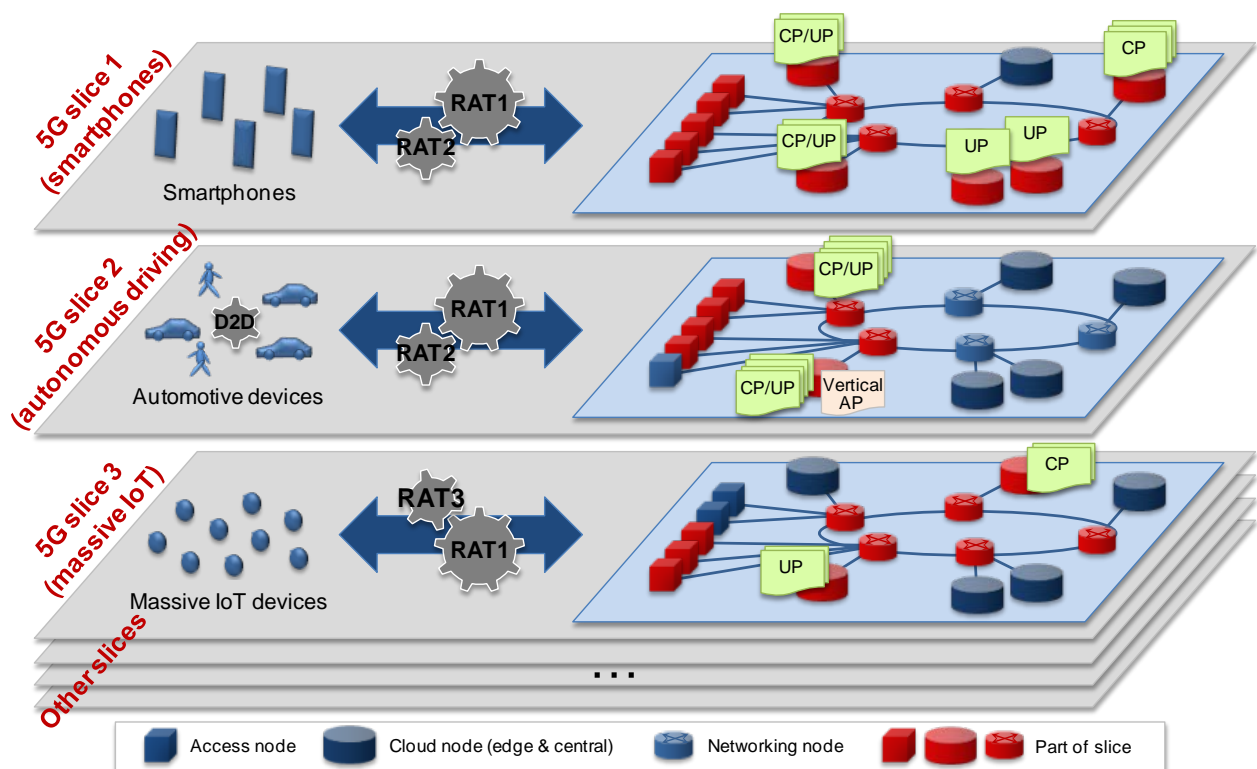 5G slice 1
(smartphones)
Smartphones
RAT1
RAT2
CP/UP
CP/UP
CP
UP
UP
5G slice 2
(autonomous driving)
D2D
Automotive devices
RAT1
RAT2
CP/UP
CP/UP
Vertical
AP
5G slice 3
(massive IoT)
Massive IoT devices
RAT3
RAT1
CP
UP
Other slices
...
Access node
Cloud node (edge & central)
Networking node
Part of slice